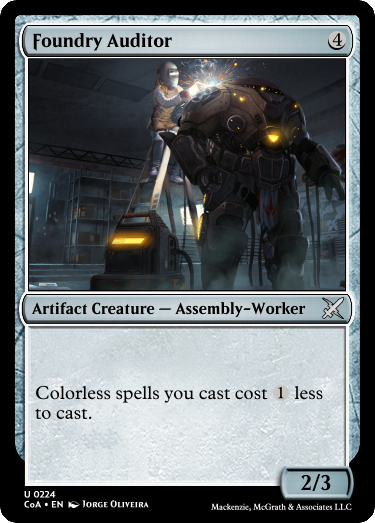 Foundry Auditor 4
Artifact Creature — Assembly-Worker
Colorless spells you cast cost 1 less
to cast.
2/3
U 0224
CoA • EN Jorge Oliveira
Mackenzie, McGrath & Associates LLC